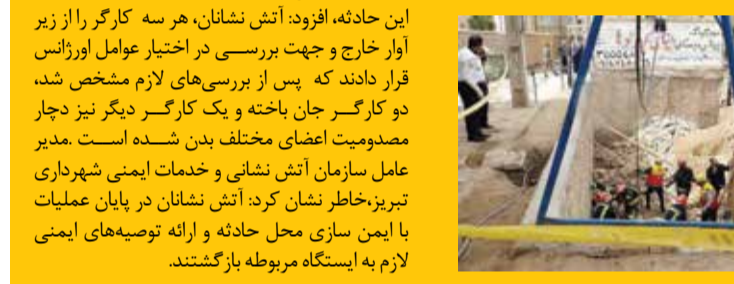 این حادثه، افزود: آتش نشانان، هر سه کارگر را از زیر
آوار خارج و جهت بررسی در اختیار عوامل اورژانس
قرار دادند که پس از بررسی‌های لازم مشخص شد،
دو کارگر جان باخته و یک کارگر دیگر نیز دچار
مصدومیت اعضای مختلف بدن شده است .مدیر
عامل سازمان آتش نشانی و خدمات ایمنی شهرداری
تبریز،خاطر نشان کرد: آتش نشانان در پایان عملیات
با ایمن سازی محل حادثه و ارائه توصیه‌های ایمنی
لازم به ایستگاه مربوطه بازگشتند.